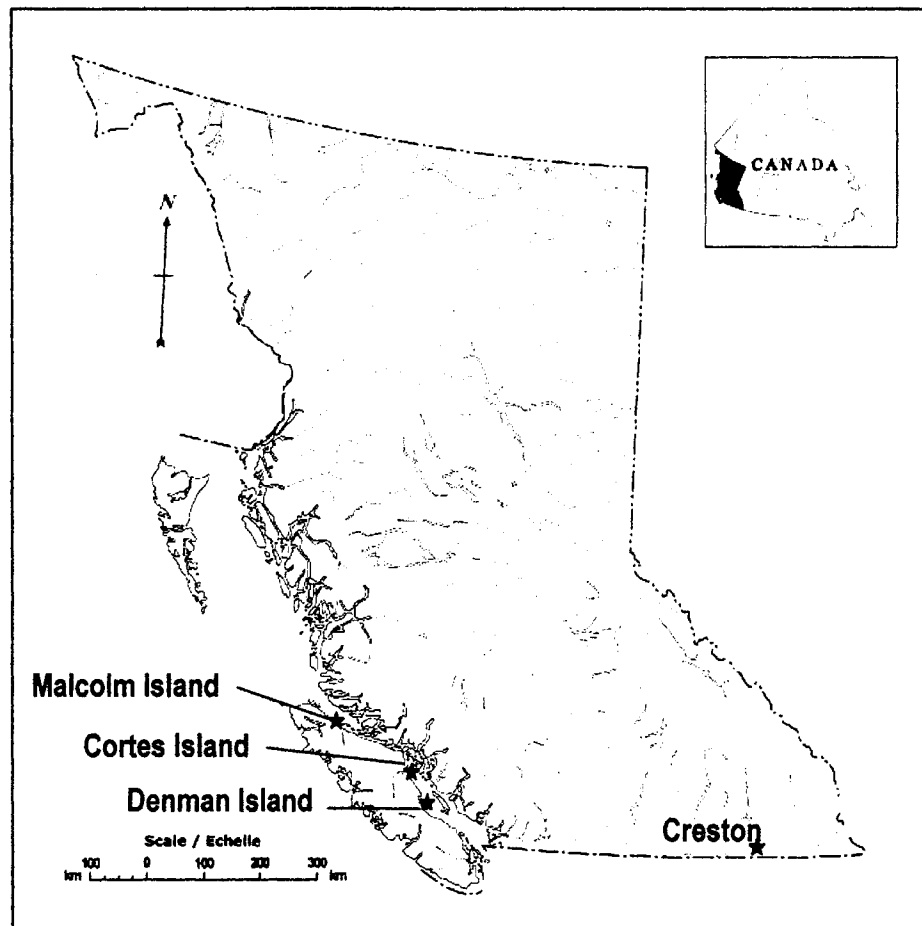 CANADA
N
Malcolm Island
Cortes Island
Denman Island
Creston
Scale / Echelle
100 0 100 200 300
km km